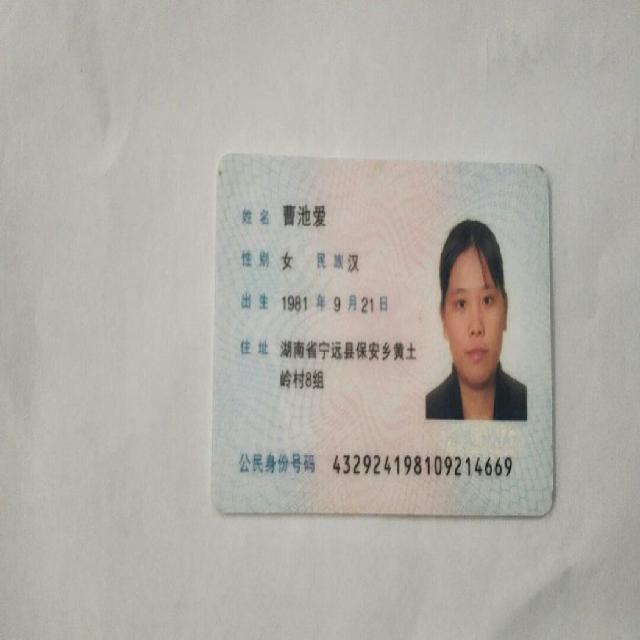 姓名 曹池爱
性别 女 民族 汉
出生 1981 年 9 月 21 日
住址 湖南省宁远县保安乡黄土
岭村8组
公民身份号码 432924198109214669